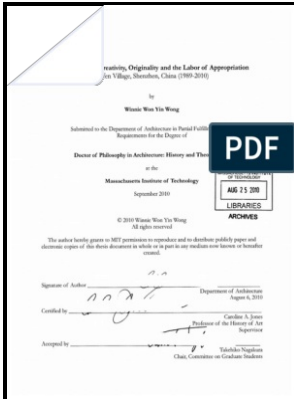 reativity, Originality and the Labor of Appropriation
en Village, Shenzhen, China (1989-2010)
by
Winnie Won Yin Wong
Submitted to the Department of Architecture in Partial Fulfill
Requirements for the Degree of
Doctor of Philosophy in Architecture: History and Theo
at the
Massachusetts Institute of Technology
September 2010
PDF
OF TECHNOLOGY
AUG 25 2010
LIBRARIES
ARCHIVES
© 2010 Winnie Won Yin Wong
All rights reserved
The author hereby grants to MIT permission to reproduce and to distribute publicly paper and
electronic copies of this thesis document in whole or in part in any medium now known or hereafter
created.
Signature of Author
Department of Architecture
August 6, 2010
Certified by
Caroline A. Jones
Professor of the History of Art
Supervisor
Accepted by
Takehiko Nagakura
Chair, Committee on Graduate Students